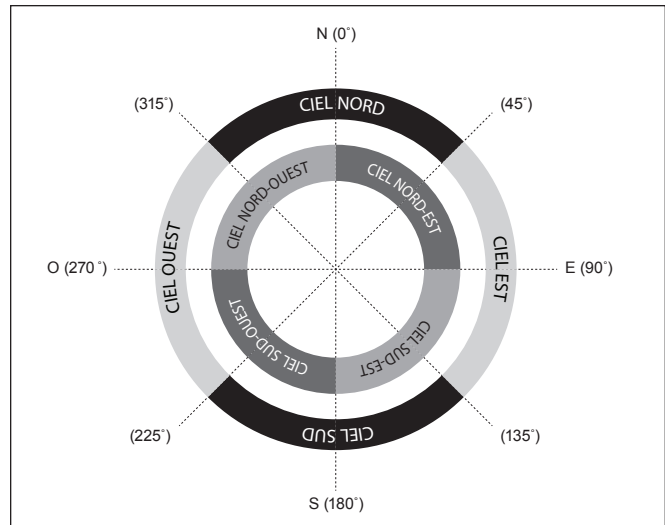 N (0°)
(315°)
CIEL NORD
(45°)
CIEL NORD-OUEST
CIEL NORD-EST
O (270 °)
CIEL OUEST
CIEL EST
E (90°)
CIEL SUD-OUEST
CIEL SUD-EST
(225°)
CIEL SUD
(135°)
S (180°)